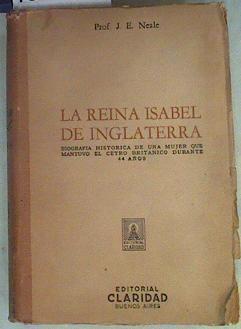 Prof. J. E. Neale
LA REINA ISABEL
DE INGLATERRA
BIOGRAFIA HISTORICA DE UNA MUJER QUE
MANTUVO EL CETRO BRITANICO DURANTE
44 AÑOS
EDITORIAL
CLARIDAD
BUENOS AIRES